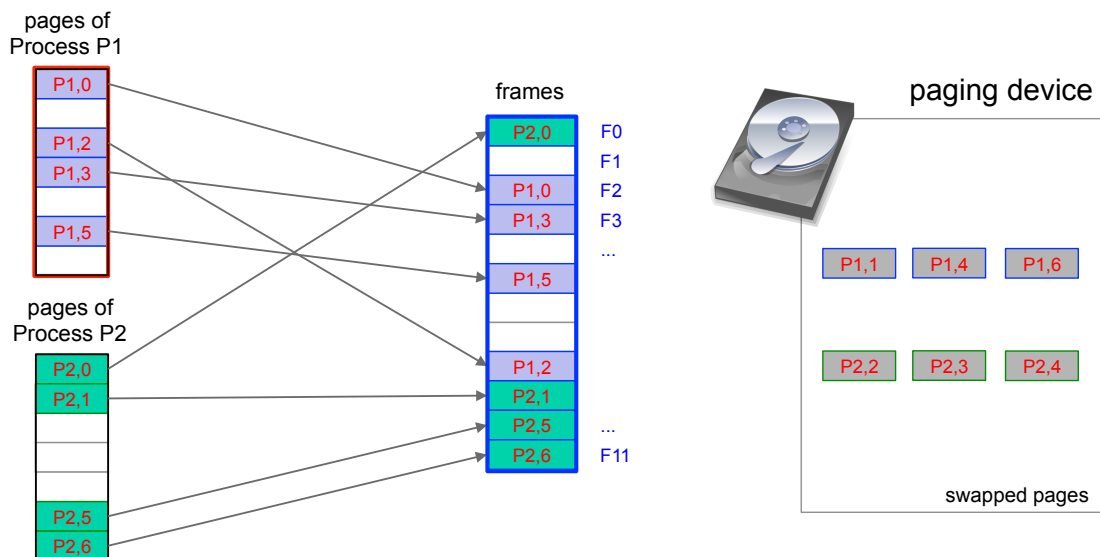 pages of
Process P1
P1,0
P1,2
P1,3
P1,5
pages of
Process P2
P2,0
P2,1
P2,5
P2,6
frames
P2,0 F0
F1
P1,0 F2
P1,3 F3
...
P1,5
P1,2
P2,1
P2,5 ...
P2,6 F11
paging device
P1,1 P1,4 P1,6
P2,2 P2,3 P2,4
swapped pages